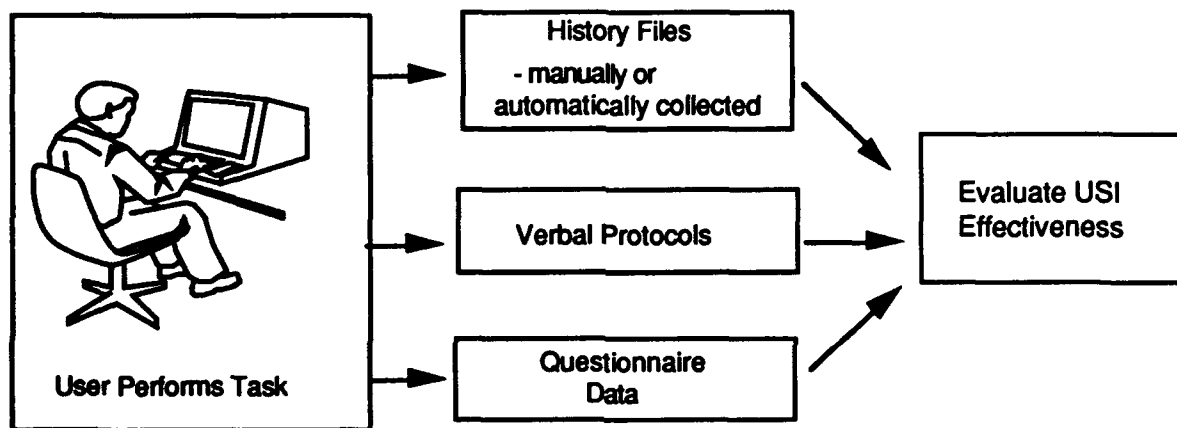 History Files
- manually or
automatically collected
User Performs Task
Verbal Protocols
Questionnaire
Data
Evaluate USI
Effectiveness